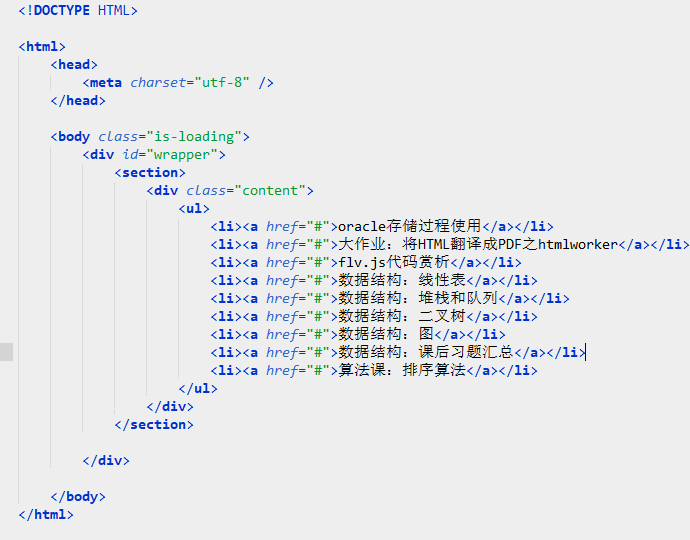 <!DOCTYPE HTML>
<html>
<head>
<meta charset="utf-8" />
</head>
<body class="is-loading">
<div id="wrapper">
<section>
<div class="content">
<ul>
<li><a href="#">oracle存储过程使用</a></li>
<li><a href="#">大作业：将HTML翻译成PDF之htmlworker</a></li>
<li><a href="#">flv.js代码赏析</a></li>
<li><a href="#">数据结构：线性表</a></li>
<li><a href="#">数据结构：堆栈和队列</a></li>
<li><a href="#">数据结构：二叉树</a></li>
<li><a href="#">数据结构：图</a></li>
<li><a href="#">数据结构：课后习题汇总</a></li>
<li><a href="#">算法课：排序算法</a></li>
</ul>
</div>
</section>
</div>
</body>
</html>